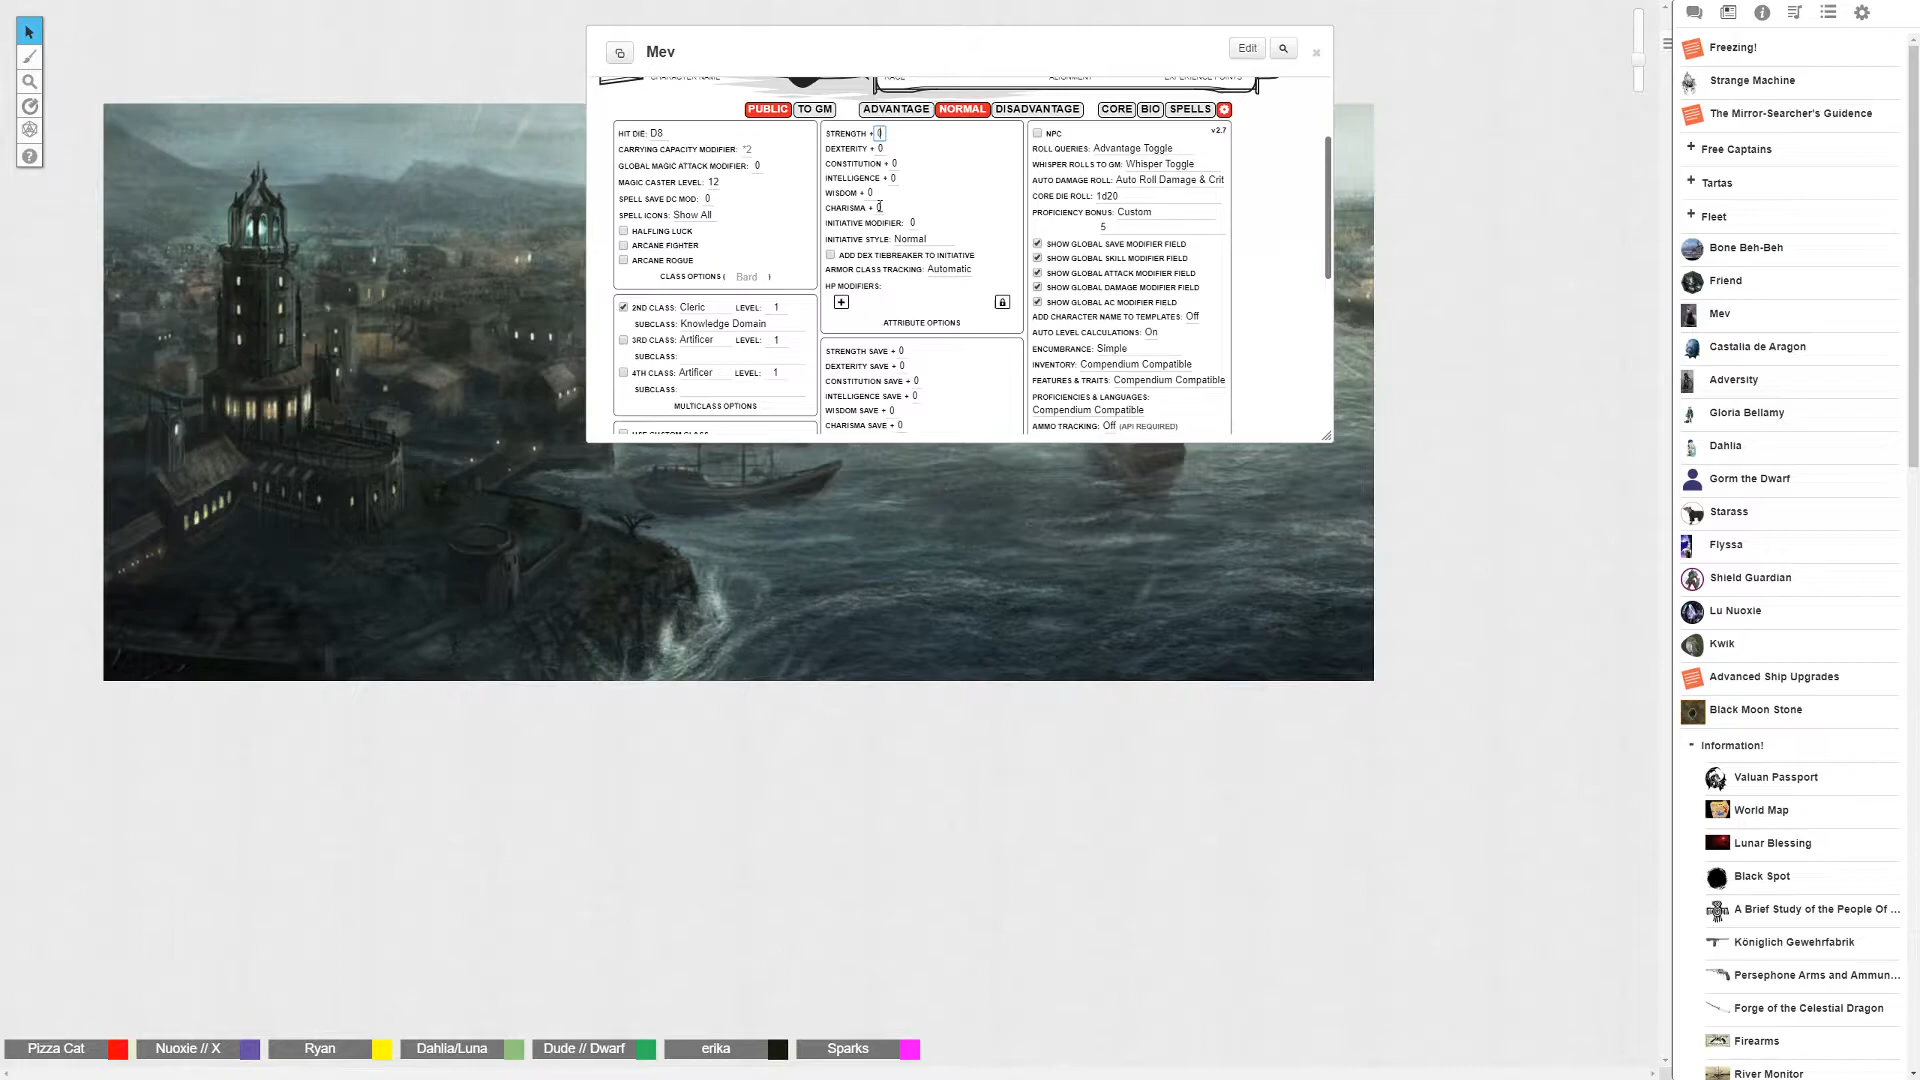 Mev
Edit
CHARACTER NAME
RACE
ALIGNMENT
EXPERIENCE POINTS
PUBLIC TO GM ADVANTAGE NORMAL DISADVANTAGE CORE BIO SPELLS
HIT DIE: D8
CARRYING CAPACITY MODIFIER: *2
GLOBAL MAGIC ATTACK MODIFIER: 0
MAGIC CASTER LEVEL: 12
SPELL SAVE DC MOD: 0
SPELL ICONS: Show All
HALFLING LUCK
ARCANE FIGHTER
ARCANE ROGUE
CLASS OPTIONS ( Bard )
2ND CLASS: Cleric LEVEL: 1
SUBCLASS: Knowledge Domain
3RD CLASS: Artificer LEVEL: 1
SUBCLASS:
4TH CLASS: Artificer LEVEL: 1
SUBCLASS:
MULTICLASS OPTIONS
USE CUSTOM CLASS
STRENGTH + 0
DEXTERITY + 0
CONSTITUTION + 0
INTELLIGENCE + 0
WISDOM + 0
CHARISMA + 0
INITIATIVE MODIFIER: 0
INITIATIVE STYLE: Normal
ADD DEX TIEBREAKER TO INITIATIVE
ARMOR CLASS TRACKING: Automatic
HP MODIFIERS:
+
ATTRIBUTE OPTIONS
STRENGTH SAVE + 0
DEXTERITY SAVE + 0
CONSTITUTION SAVE + 0
INTELLIGENCE SAVE + 0
WISDOM SAVE + 0
CHARISMA SAVE + 0
NPC v2.7
ROLL QUERIES: Advantage Toggle
WHISPER ROLLS TO GM: Whisper Toggle
AUTO DAMAGE ROLL: Auto Roll Damage & Crit
CORE DIE ROLL: 1d20
PROFICIENCY BONUS: Custom
5
SHOW GLOBAL SAVE MODIFIER FIELD
SHOW GLOBAL SKILL MODIFIER FIELD
SHOW GLOBAL ATTACK MODIFIER FIELD
SHOW GLOBAL DAMAGE MODIFIER FIELD
SHOW GLOBAL AC MODIFIER FIELD
ADD CHARACTER NAME TO TEMPLATES: Off
AUTO LEVEL CALCULATIONS: On
ENCUMBRANCE: Simple
INVENTORY: Compendium Compatible
FEATURES & TRAITS: Compendium Compatible
PROFICIENCIES & LANGUAGES:
Compendium Compatible
AMMO TRACKING: Off (API REQUIRED)
Freezing!
Strange Machine
The Mirror-Searcher's Guidence
+ Free Captains
+ Tartas
+ Fleet
Bone Beh-Beh
Friend
Mev
Castalia de Aragon
Adversity
Gloria Bellamy
Dahlia
Gorm the Dwarf
Starass
Flyssa
Shield Guardian
Lu Nuoxie
Kwik
Advanced Ship Upgrades
Black Moon Stone
- Information!
Valuan Passport
World Map
Lunar Blessing
Black Spot
A Brief Study of the People Of ...
Königlich Gewehrfabrik
Persephone Arms and Ammun...
Forge of the Celestial Dragon
Firearms
River Monitor
Pizza Cat
Nuoxie // X
Ryan
Dahlia/Luna
Dude // Dwarf
erika
Sparks